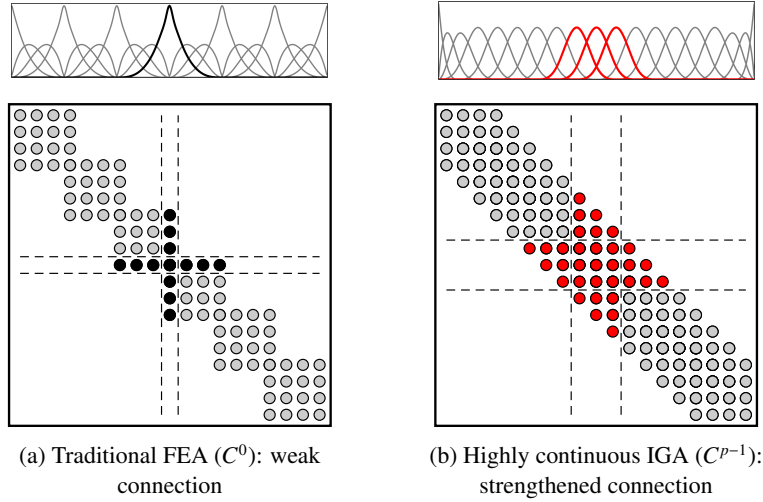 (a) Traditional FEA (C⁰): weak
connection
(b) Highly continuous IGA (Cᵖ⁻¹):
strengthened connection